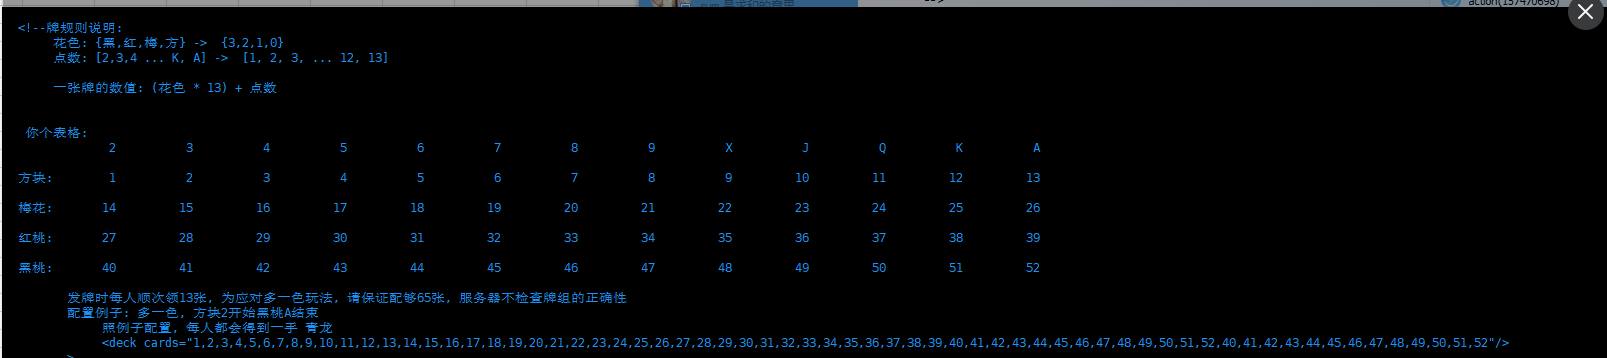 action(157470698)
<!--牌规则说明:
花色: {黑,红,梅,方} -> {3,2,1,0}
点数: [2,3,4 ... K, A] -> [1, 2, 3, ... 12, 13]
一张牌的数值: (花色 * 13) + 点数
你个表格:
2 3 4 5 6 7 8 9 X J Q K A
方块: 1 2 3 4 5 6 7 8 9 10 11 12 13
梅花: 14 15 16 17 18 19 20 21 22 23 24 25 26
红桃: 27 28 29 30 31 32 33 34 35 36 37 38 39
黑桃: 40 41 42 43 44 45 46 47 48 49 50 51 52
发牌时每人顺次领13张, 为应对多一色玩法, 请保证配够65张, 服务器不检查牌组的正确性
配置例子: 多一色, 方块2开始黑桃A结束
照例子配置, 每人都会得到一手 青龙
<deck cards="1,2,3,4,5,6,7,8,9,10,11,12,13,14,15,16,17,18,19,20,21,22,23,24,25,26,27,28,29,30,31,32,33,34,35,36,37,38,39,40,41,42,43,44,45,46,47,48,49,50,51,52,40,41,42,43,44,45,46,47,48,49,50,51,52"/>